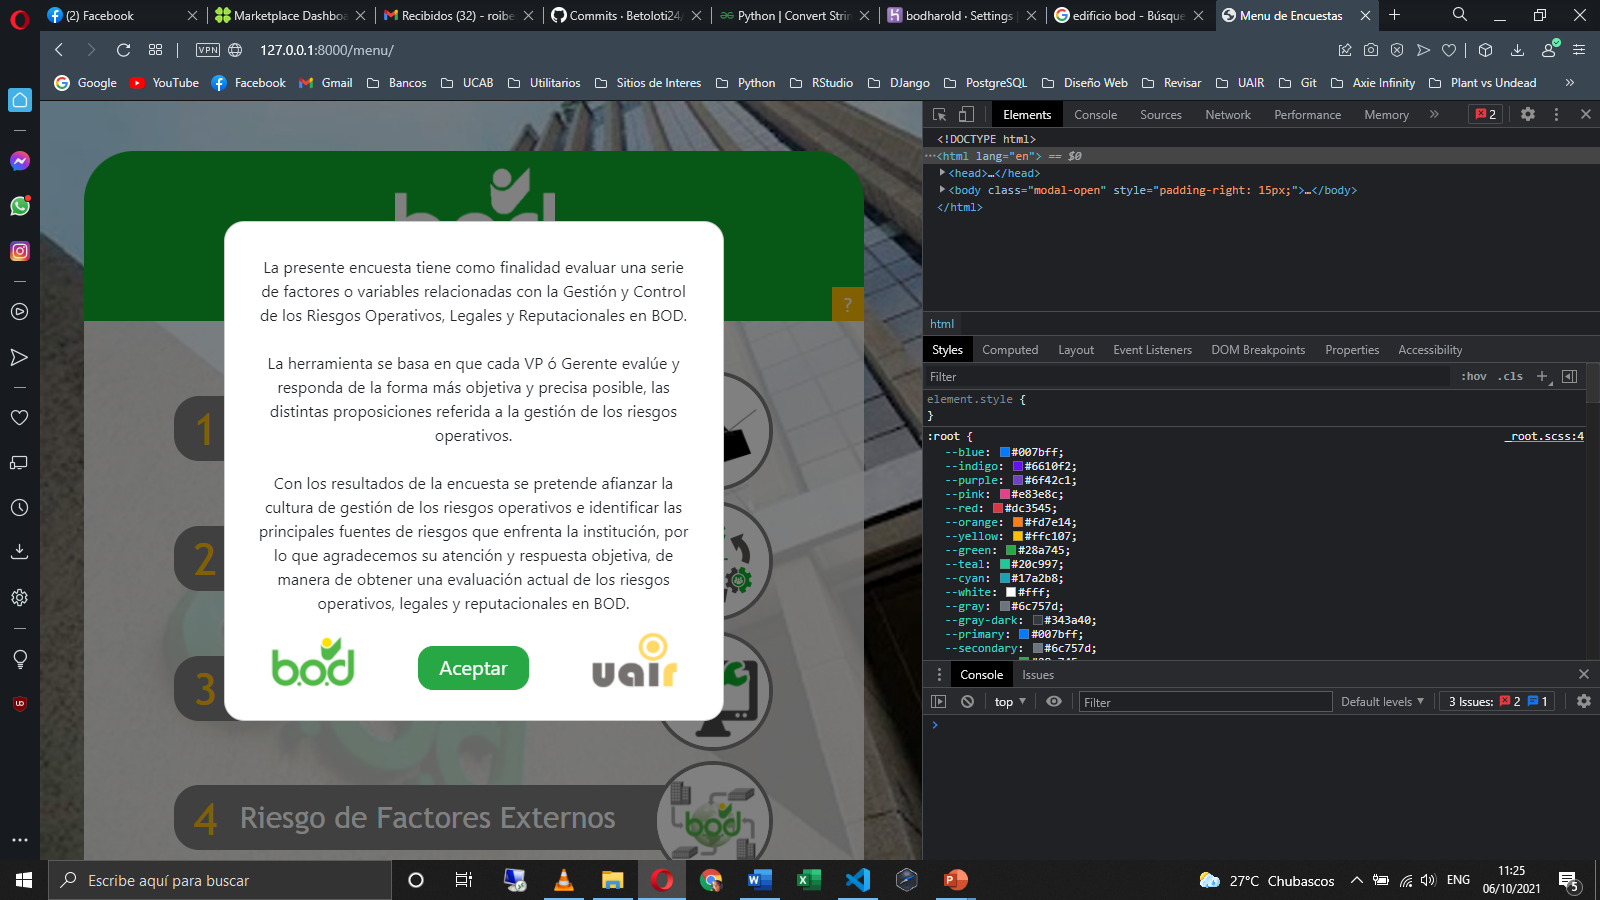 (2) Facebook
Marketplace Dashboa
Recibidos (32) - roibe
Commits · Betoloti24/
Python | Convert Strin
bodharold · Settings |
edificio bod - Búsque
Menu de Encuestas
VPN
127.0.0.1:8000/menu/
Google
YouTube
Facebook
Gmail
Bancos
UCAB
Utilitarios
Sitios de Interes
Python
RStudio
DJango
PostgreSQL
Diseño Web
Revisar
UAIR
Git
Axie Infinity
Plant vs Undead
»
bod
?
La presente encuesta tiene como finalidad evaluar una serie
de factores o variables relacionadas con la Gestión y Control
de los Riesgos Operativos, Legales y Reputacionales en BOD.
La herramienta se basa en que cada VP ó Gerente evalúe y
responda de la forma más objetiva y precisa posible, las
distintas proposiciones referida a la gestión de los riesgos
operativos.
Con los resultados de la encuesta se pretende afianzar la
cultura de gestión de los riesgos operativos e identificar las
principales fuentes de riesgos que enfrenta la institución, por
lo que agradecemos su atención y respuesta objetiva, de
manera de obtener una evaluación actual de los riesgos
operativos, legales y reputacionales en BOD.
b.o.d
Aceptar
uair
1
2
3
4 Riesgo de Factores Externos
bod
Elements
Console
Sources
Network
Performance
Memory
»
2
<!DOCTYPE html>
···<html lang="en"> == $0
<head>…</head>
<body class="modal-open" style="padding-right: 15px;">…</body>
</html>
html
Styles
Computed
Layout
Event Listeners
DOM Breakpoints
Properties
Accessibility
Filter
:hov .cls +
element.style {
}
:root {
_root.scss:4
--blue: #007bff;
--indigo: #6610f2;
--purple: #6f42c1;
--pink: #e83e8c;
--red: #dc3545;
--orange: #fd7e14;
--yellow: #ffc107;
--green: #28a745;
--teal: #20c997;
--cyan: #17a2b8;
--white: #fff;
--gray: #6c757d;
--gray-dark: #343a40;
--primary: #007bff;
--secondary: #6c757d;
Console
Issues
top
Filter
Default levels
3 Issues: 2 1
Escribe aquí para buscar
27°C Chubascos
ENG
11:25
06/10/2021
5